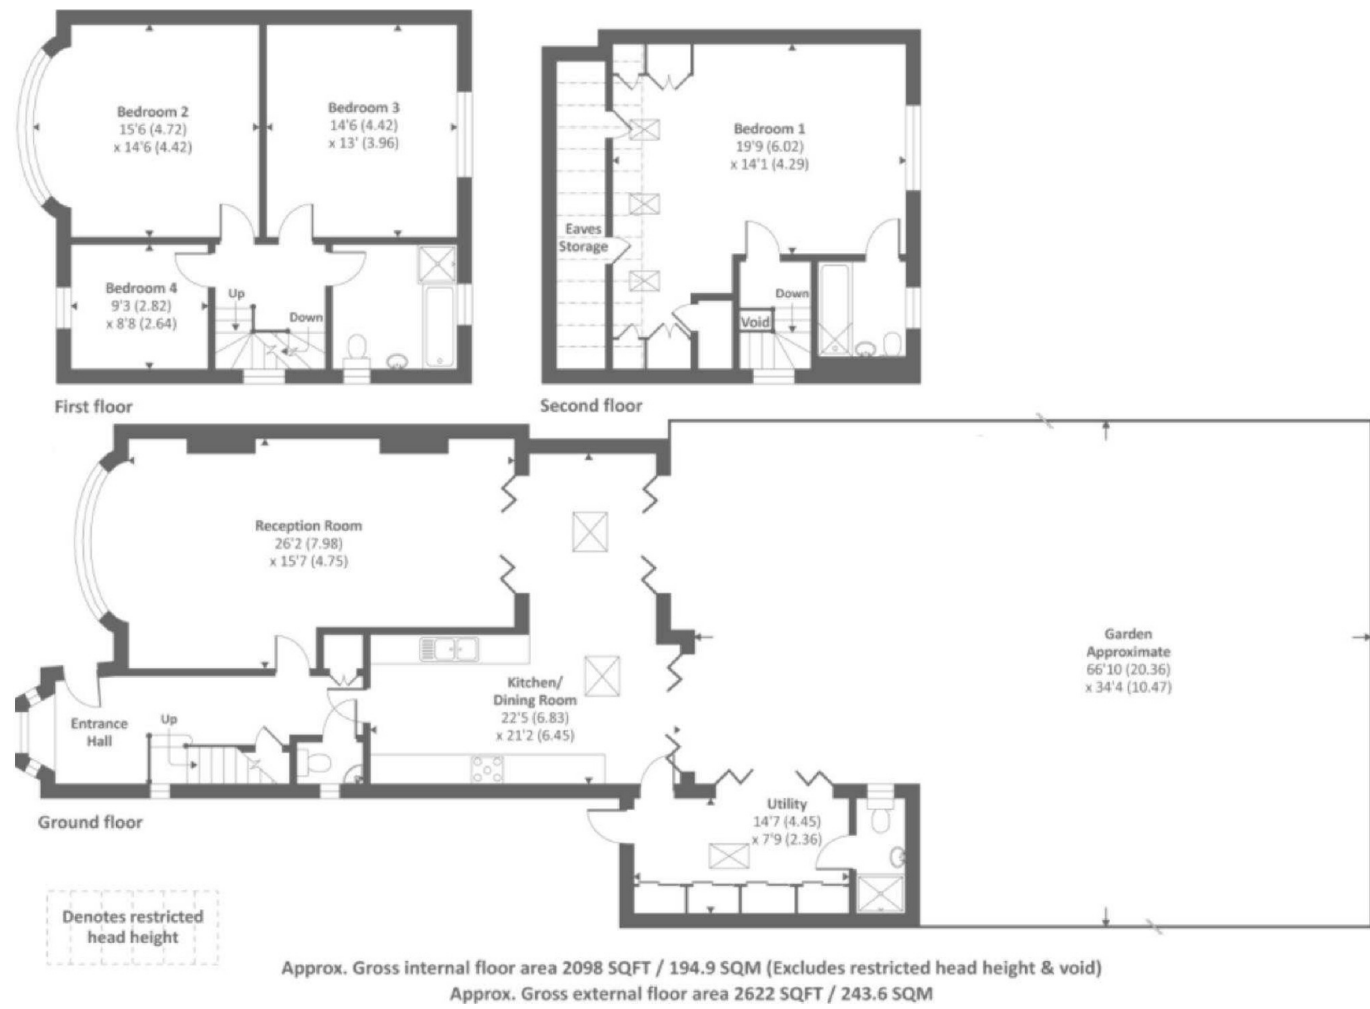 Bedroom 2
15'6 (4.72)
x 14'6 (4.42)
Bedroom 3
14'6 (4.42)
x 13' (3.96)
Bedroom 4
9'3 (2.82)
x 8'8 (2.64)
Up
Down
First floor
Bedroom 1
19'9 (6.02)
x 14'1 (4.29)
Eaves
Storage
Down
Void
Second floor
Reception Room
26'2 (7.98)
x 15'7 (4.75)
Kitchen/
Dining Room
22'5 (6.83)
x 21'2 (6.45)
Entrance
Hall
Up
Garden
Approximate
66'10 (20.36)
x 34'4 (10.47)
Utility
14'7 (4.45)
x 7'9 (2.36)
Ground floor
Denotes restricted
head height
Approx. Gross internal floor area 2098 SQFT / 194.9 SQM (Excludes restricted head height & void)
Approx. Gross external floor area 2622 SQFT / 243.6 SQM